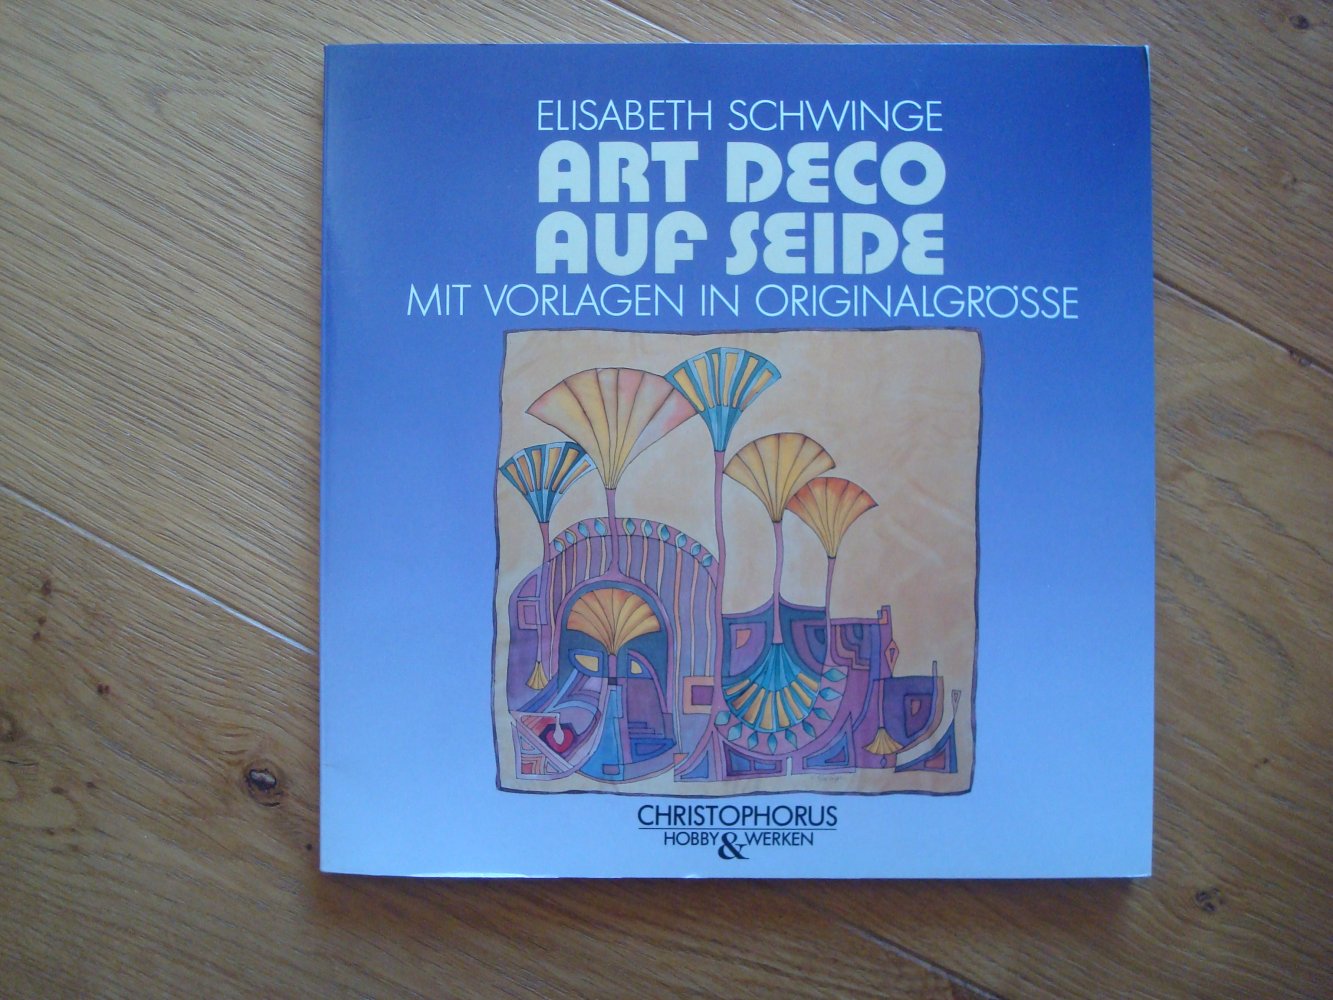 ELISABETH SCHWINGE
ART DECO
AUF SEIDE
MIT VORLAGEN IN ORIGINALGRÖSSE
CHRISTOPHORUS
HOBBY & WERKEN